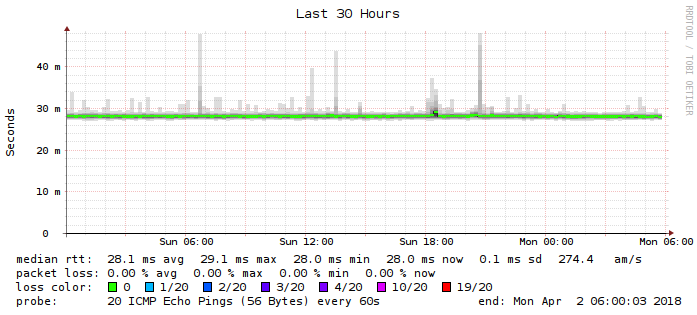 Last 30 Hours
RRDTOOL / TOBI OETIKER
Seconds
40 m
30 m
20 m
10 m
0
Sun 06:00 Sun 12:00 Sun 18:00 Mon 00:00 Mon 06:00
median rtt: 28.1 ms avg 29.1 ms max 28.0 ms min 28.0 ms now 0.1 ms sd 274.4 am/s
packet loss: 0.00 % avg 0.00 % max 0.00 % min 0.00 % now
loss color: 0 1/20 2/20 3/20 4/20 10/20 19/20
probe: 20 ICMP Echo Pings (56 Bytes) every 60s end: Mon Apr 2 06:00:03 2018